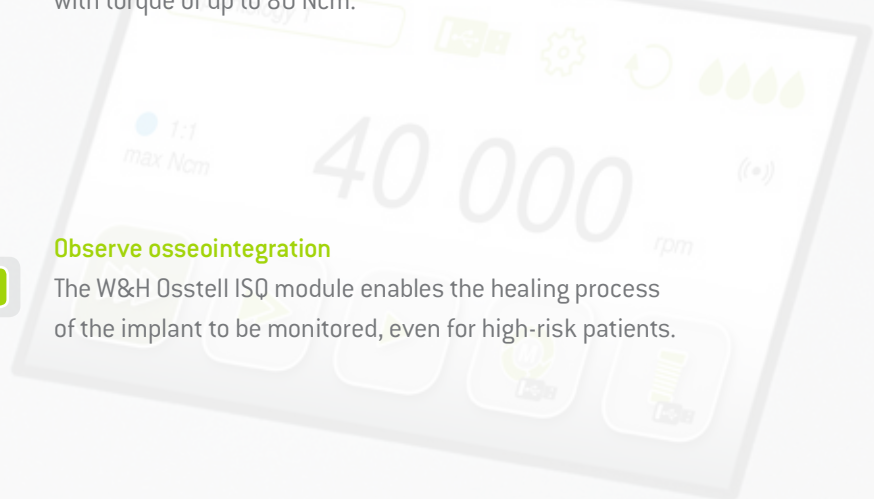 with torque of up to 80 Ncm.
1:1
max Ncm
40 000
rpm
Observe osseointegration
The W&H Osstell ISQ module enables the healing process
of the implant to be monitored, even for high-risk patients.
M